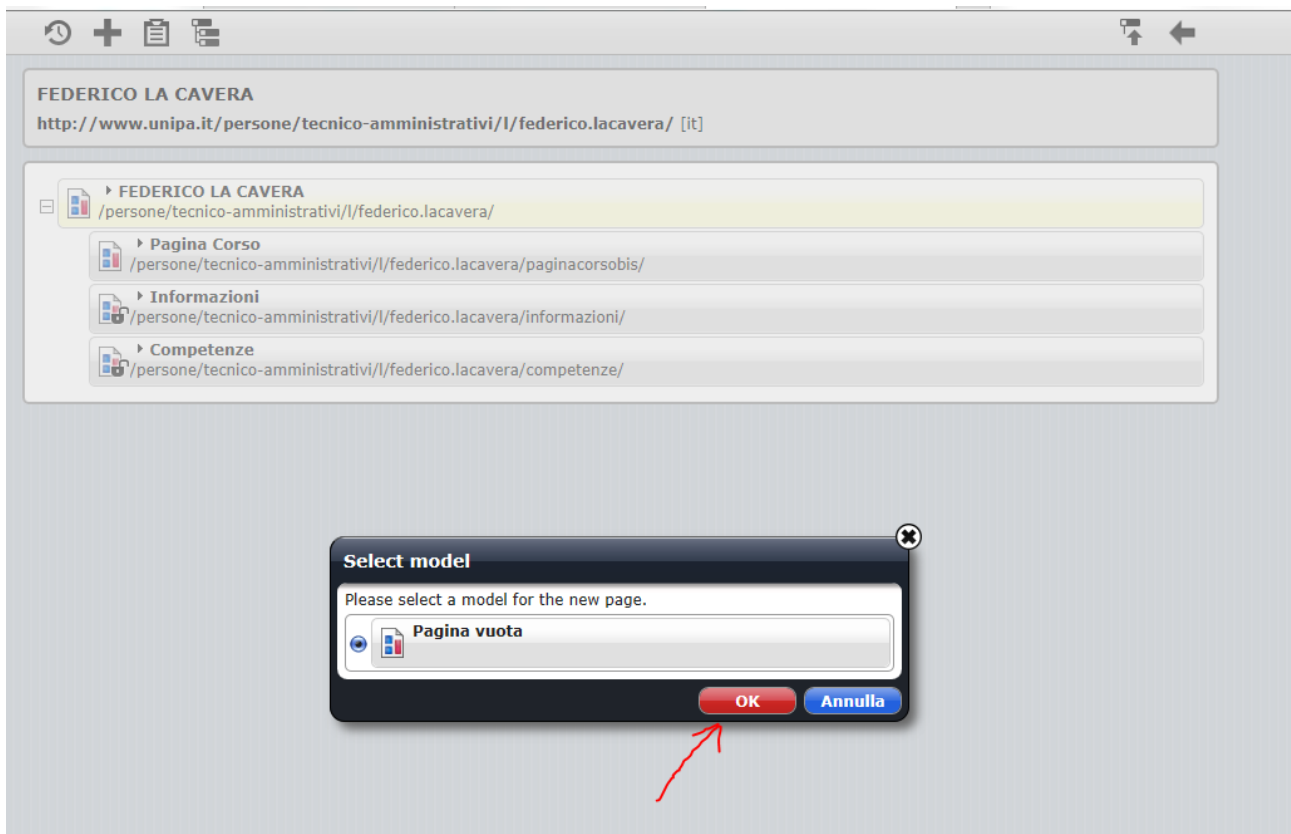 FEDERICO LA CAVERA
http://www.unipa.it/persone/tecnico-amministrativi/l/federico.lacavera/ [it]
FEDERICO LA CAVERA
/persone/tecnico-amministrativi/l/federico.lacavera/
Pagina Corso
/persone/tecnico-amministrativi/l/federico.lacavera/paginacorsobis/
Informazioni
/persone/tecnico-amministrativi/l/federico.lacavera/informazioni/
Competenze
/persone/tecnico-amministrativi/l/federico.lacavera/competenze/
Select model
Please select a model for the new page.
Pagina vuota
OK Annulla